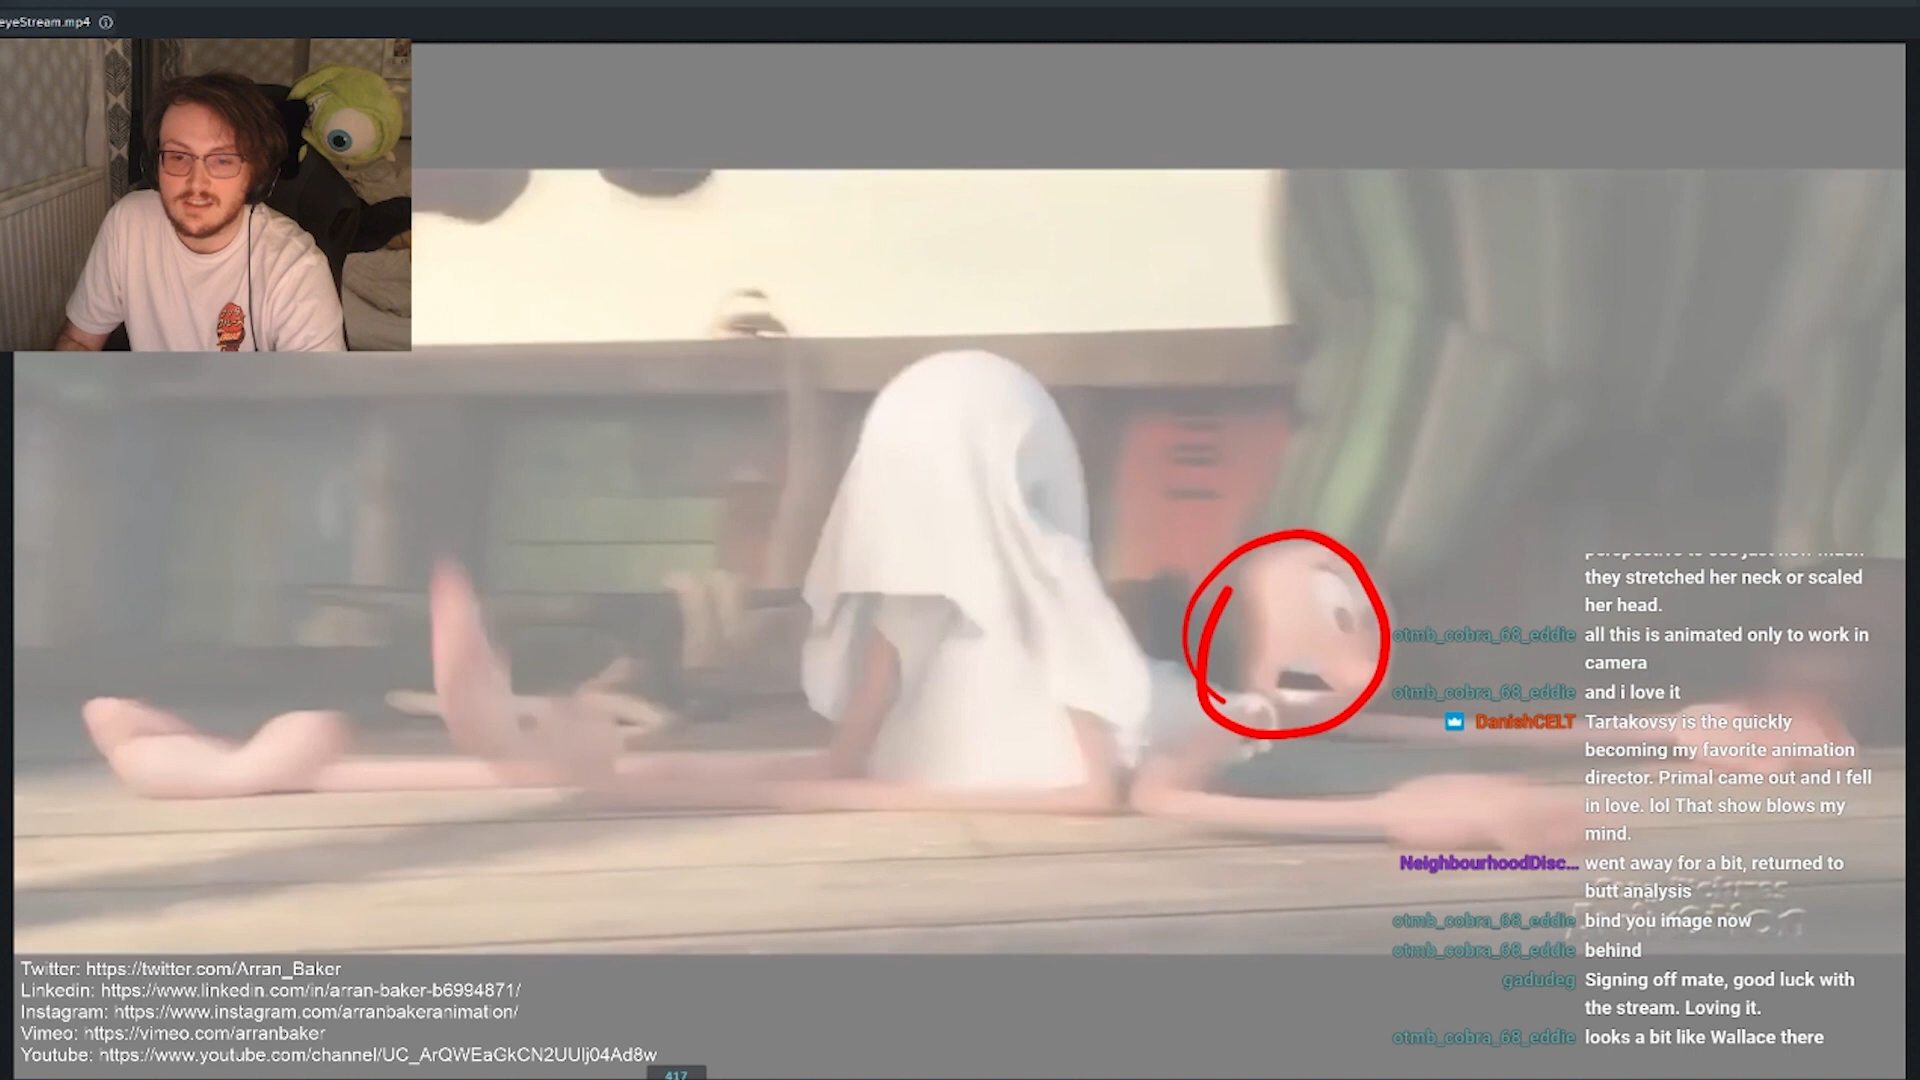 eyeStream.mp4
they stretched her neck or scaled
her head.
otmb_cobra_68_eddie all this is animated only to work in
camera
otmb_cobra_68_eddie and i love it
DanishCELT Tartakovsy is the quickly
becoming my favorite animation
director. Primal came out and I fell
in love. lol That show blows my
mind.
NeighbourhoodDisc... went away for a bit, returned to
butt analysis
otmb_cobra_68_eddie bind you image now
otmb_cobra_68_eddie behind
gadudeg Signing off mate, good luck with
the stream. Loving it.
otmb_cobra_68_eddie looks a bit like Wallace there
Twitter: https://twitter.com/Arran_Baker
Linkedin: https://www.linkedin.com/in/arran-baker-b6994871/
Instagram: https://www.instagram.com/arranbakeranimation/
Vimeo: https://vimeo.com/arranbaker
Youtube: https://www.youtube.com/channel/UC_ArQWEaGkCN2UUIj04Ad8w
417